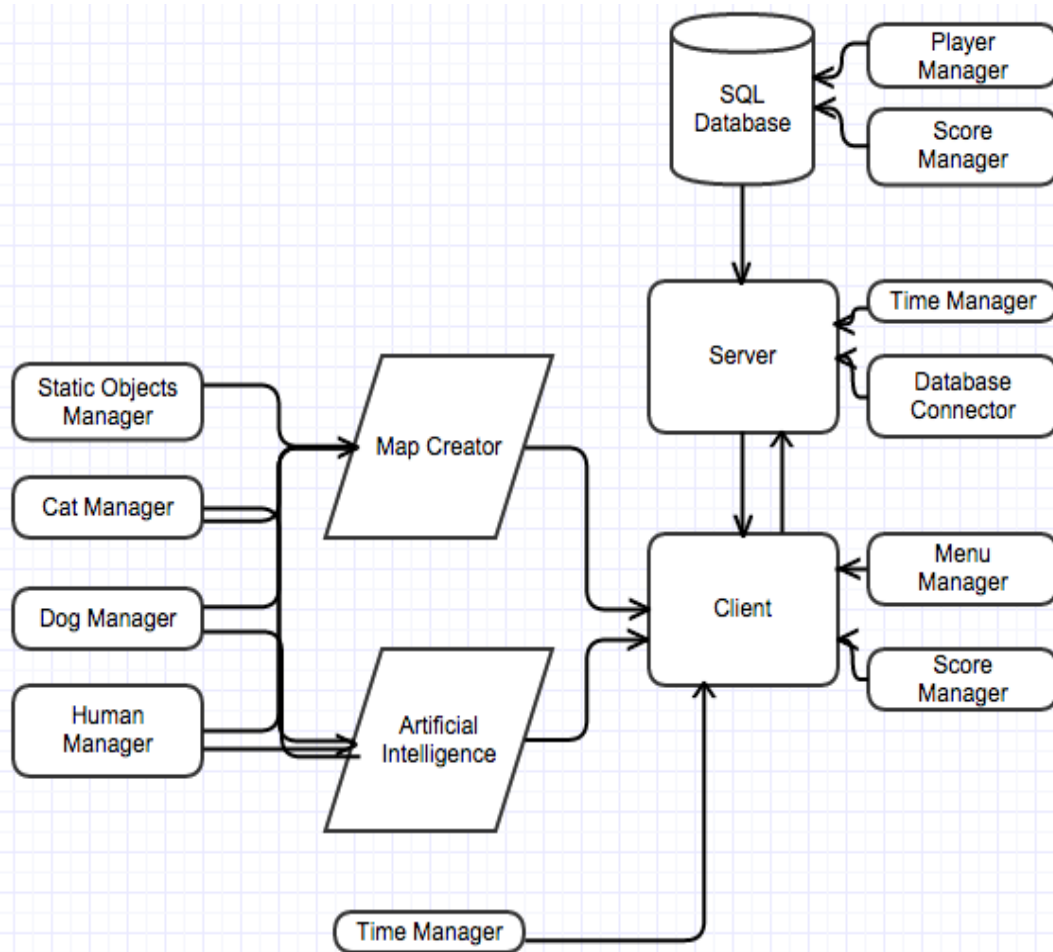 Player
Manager
SQL
Database
Score
Manager
Time Manager
Server
Database
Connector
Static Objects
Manager
Map Creator
Cat Manager
Menu
Manager
Client
Dog Manager
Score
Manager
Human
Manager
Artificial
Intelligence
Time Manager